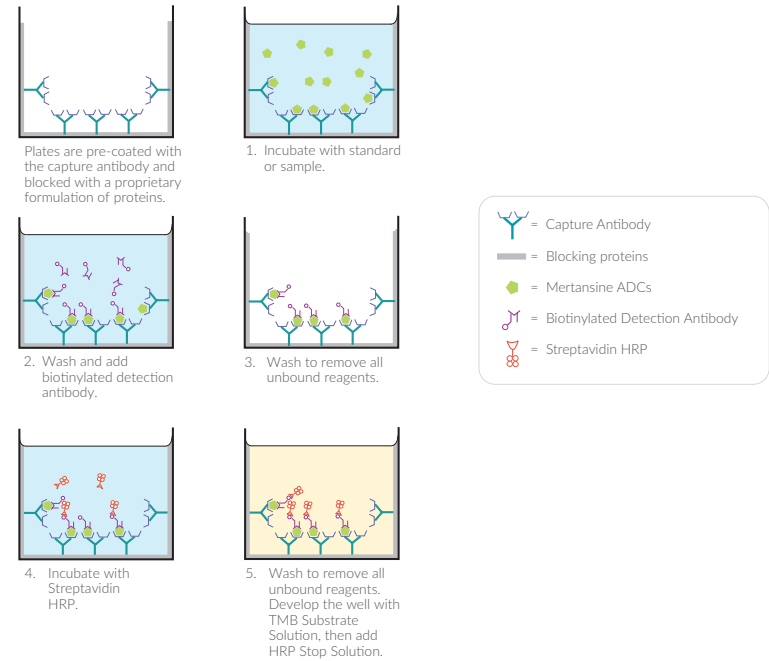 Plates are pre-coated with
the capture antibody and
blocked with a proprietary
formulation of proteins.
1. Incubate with standard
or sample.
2. Wash and add
biotinylated detection
antibody.
3. Wash to remove all
unbound reagents.
4. Incubate with
Streptavidin
HRP.
5. Wash to remove all
unbound reagents.
Develop the well with
TMB Substrate
Solution, then add
HRP Stop Solution.
= Capture Antibody
= Blocking proteins
= Mertansine ADCs
= Biotinylated Detection Antibody
= Streptavidin HRP